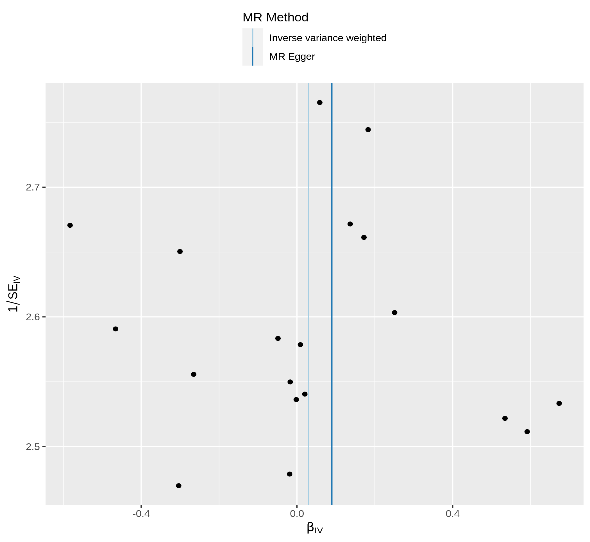 MR Method
Inverse variance weighted
MR Egger
1/SE_IV
2.7
2.6
2.5
-0.4 0.0 0.4
β_IV